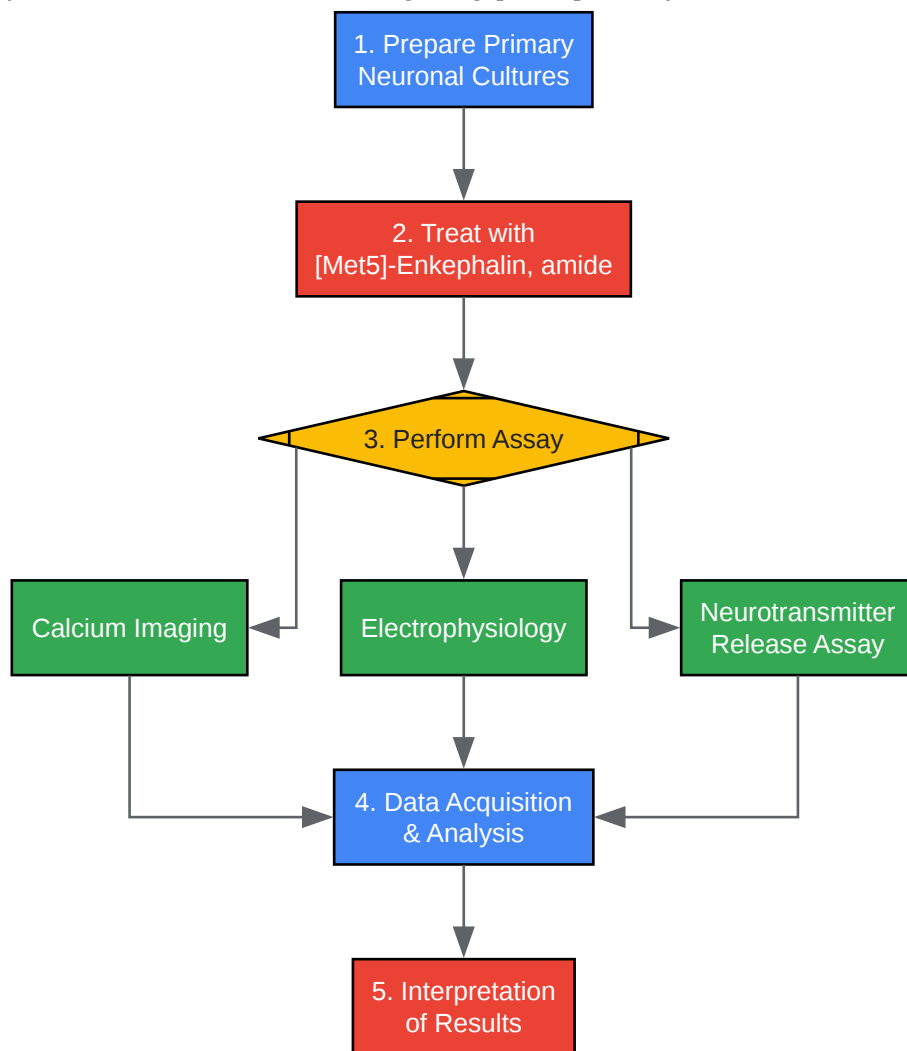 1. Prepare Primary
Neuronal Cultures
2. Treat with
[Met5]-Enkephalin, amide
3. Perform Assay
Calcium Imaging
Electrophysiology
Neurotransmitter
Release Assay
4. Data Acquisition
& Analysis
5. Interpretation
of Results